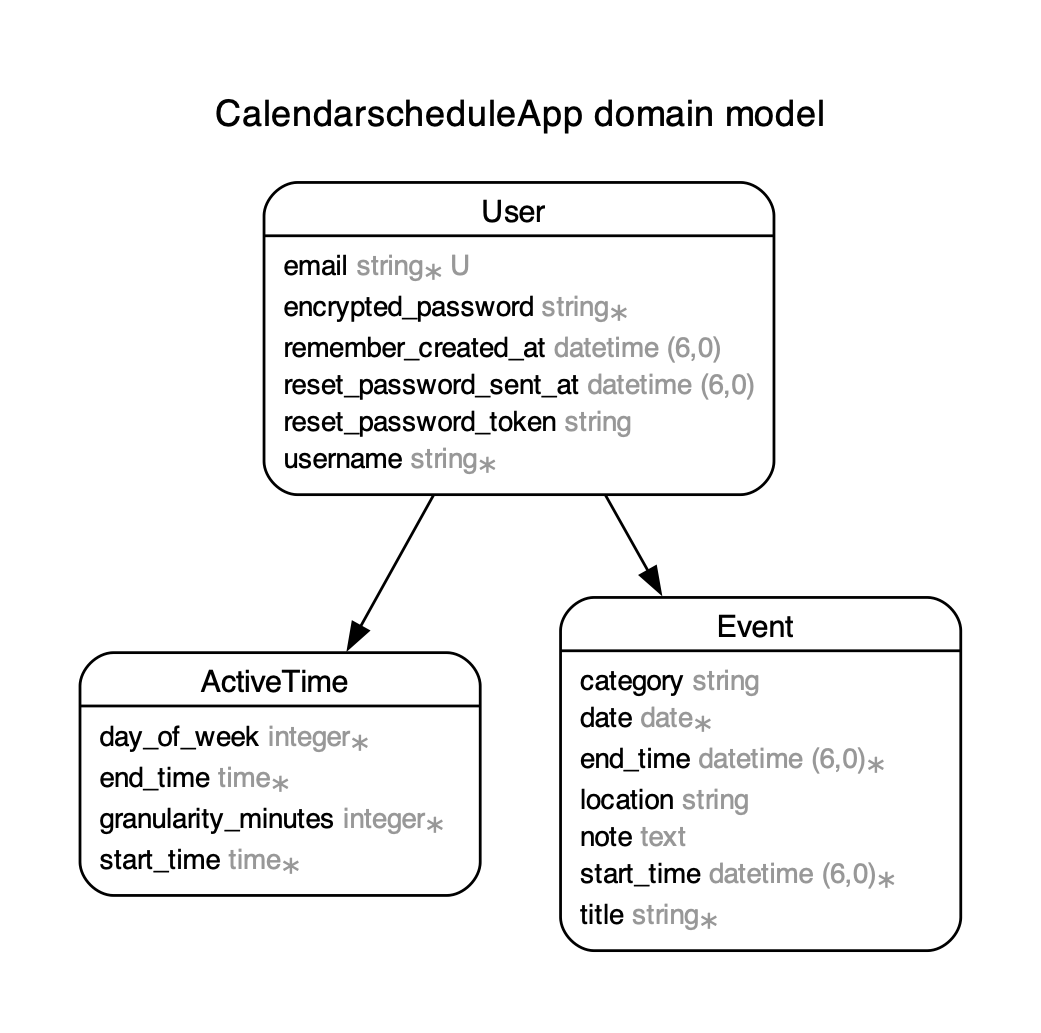 CalendarscheduleApp domain model
User
email string* U
encrypted_password string*
remember_created_at datetime (6,0)
reset_password_sent_at datetime (6,0)
reset_password_token string
username string*
ActiveTime
day_of_week integer*
end_time time*
granularity_minutes integer*
start_time time*
Event
category string
date date*
end_time datetime (6,0)*
location string
note text
start_time datetime (6,0)*
title string*